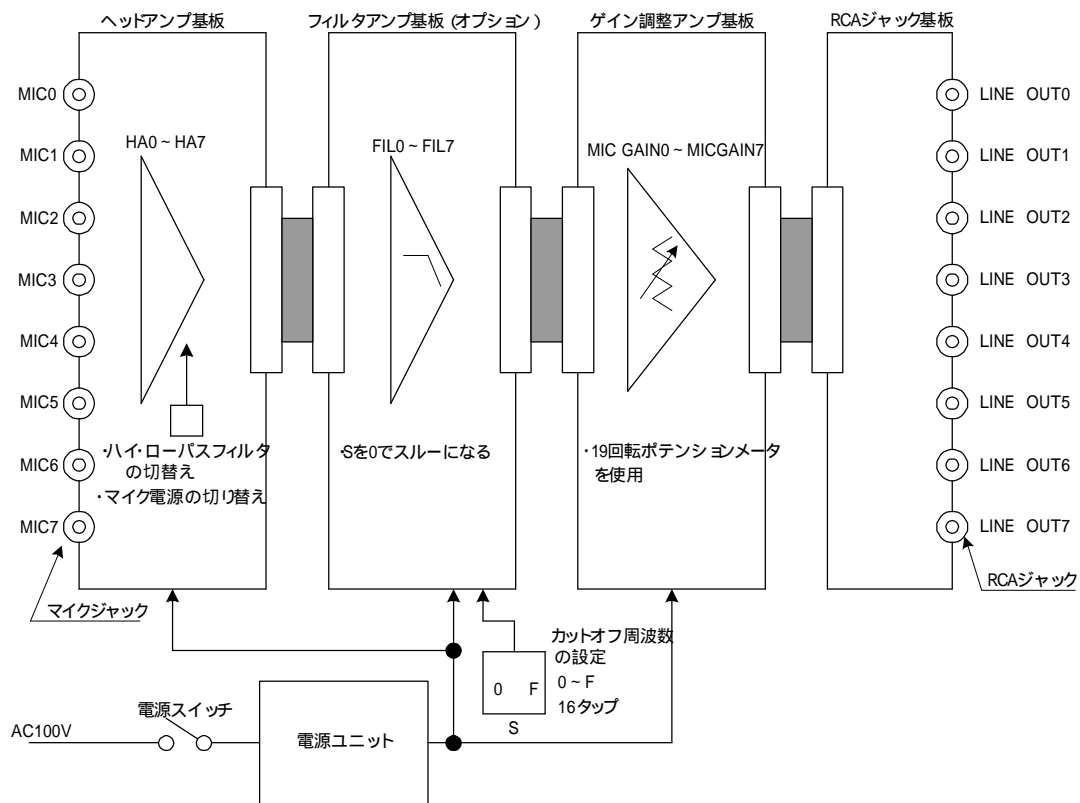 ヘッドアンプ基板
フィルタアンプ基板(オプション)
ゲイン調整アンプ基板
RCAジャック基板
MIC0
MIC1
MIC2
MIC3
MIC4
MIC5
MIC6
MIC7
マイクジャック
HA0~HA7
・ハイ・ローパスフィルタ
の切替え
・マイク電源の切り替え
FIL0~FIL7
・Sを0でスルーになる
MIC GAIN0~MICGAIN7
・19回転ポテンションメータ
を使用
LINE OUT0
LINE OUT1
LINE OUT2
LINE OUT3
LINE OUT4
LINE OUT5
LINE OUT6
LINE OUT7
RCAジャック
カットオフ周波数
の設定
0~F
16タップ
0 F
S
AC100V
電源スイッチ
電源ユニット